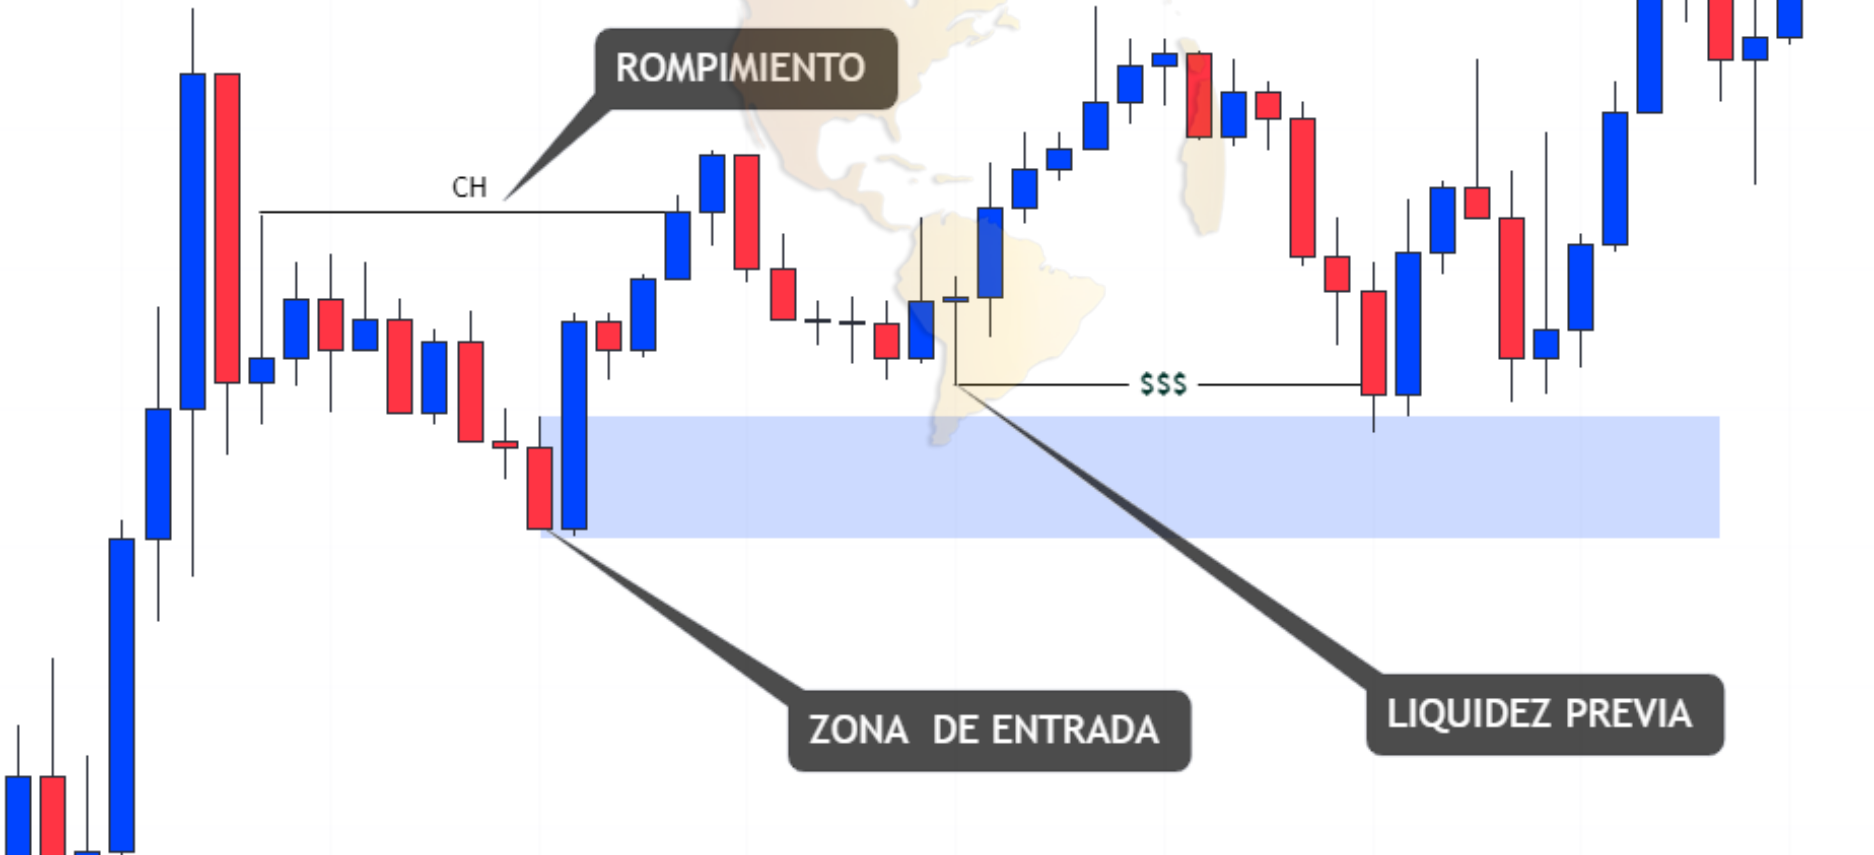 ROMPIMIENTO
CH
$$$
ZONA DE ENTRADA
LIQUIDEZ PREVIA